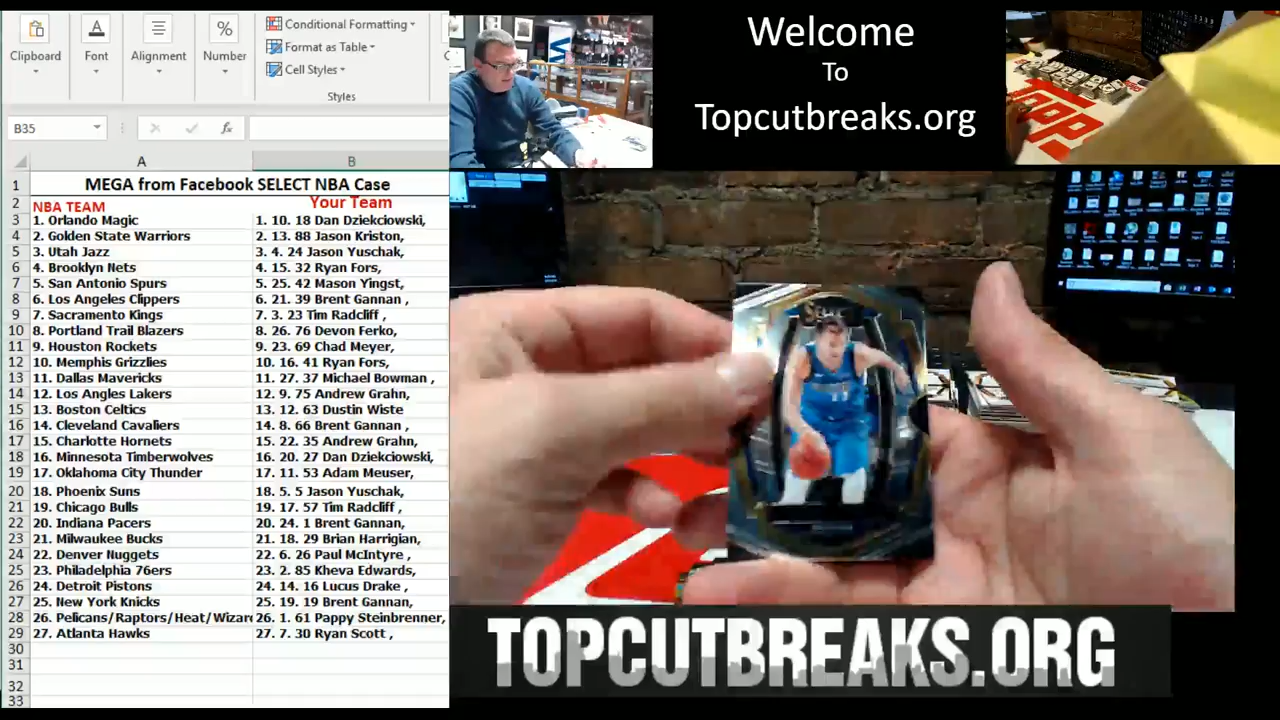 Clipboard
Font
Alignment
Number
Conditional Formatting
Format as Table
Cell Styles
Styles
B35
fx
A B
1 MEGA from Facebook SELECT NBA Case
2 NBA TEAM Your Team
3 1. Orlando Magic 1. 10. 18 Dan Dziekciowski,
4 2. Golden State Warriors 2. 13. 88 Jason Kriston,
5 3. Utah Jazz 3. 4. 24 Jason Yuschak,
6 4. Brooklyn Nets 4. 15. 32 Ryan Fors,
7 5. San Antonio Spurs 5. 25. 42 Mason Yingst,
8 6. Los Angeles Clippers 6. 21. 39 Brent Gannan ,
9 7. Sacramento Kings 7. 3. 23 Tim Radcliff ,
10 8. Portland Trail Blazers 8. 26. 76 Devon Ferko,
11 9. Houston Rockets 9. 23. 69 Chad Meyer,
12 10. Memphis Grizzlies 10. 16. 41 Ryan Fors,
13 11. Dallas Mavericks 11. 27. 37 Michael Bowman ,
14 12. Los Angles Lakers 12. 9. 75 Andrew Grahn,
15 13. Boston Celtics 13. 12. 63 Dustin Wiste
16 14. Cleveland Cavaliers 14. 8. 66 Brent Gannan ,
17 15. Charlotte Hornets 15. 22. 35 Andrew Grahn,
18 16. Minnesota Timberwolves 16. 20. 27 Dan Dziekciowski,
19 17. Oklahoma City Thunder 17. 11. 53 Adam Meuser,
20 18. Phoenix Suns 18. 5. 5 Jason Yuschak,
21 19. Chicago Bulls 19. 17. 57 Tim Radcliff ,
22 20. Indiana Pacers 20. 24. 1 Brent Gannan,
23 21. Milwaukee Bucks 21. 18. 29 Brian Harrigian,
24 22. Denver Nuggets 22. 6. 26 Paul McIntyre ,
25 23. Philadelphia 76ers 23. 2. 85 Kheva Edwards,
26 24. Detroit Pistons 24. 14. 16 Lucus Drake ,
27 25. New York Knicks 25. 19. 19 Brent Gannan,
28 26. Pelicans/Raptors/Heat/Wizar 26. 1. 61 Pappy Steinbrenner,
29 27. Atlanta Hawks 27. 7. 30 Ryan Scott ,
30
31
32
33
Welcome
To
Topcutbreaks.org
TOP
TOPCUTBREAKS.ORG